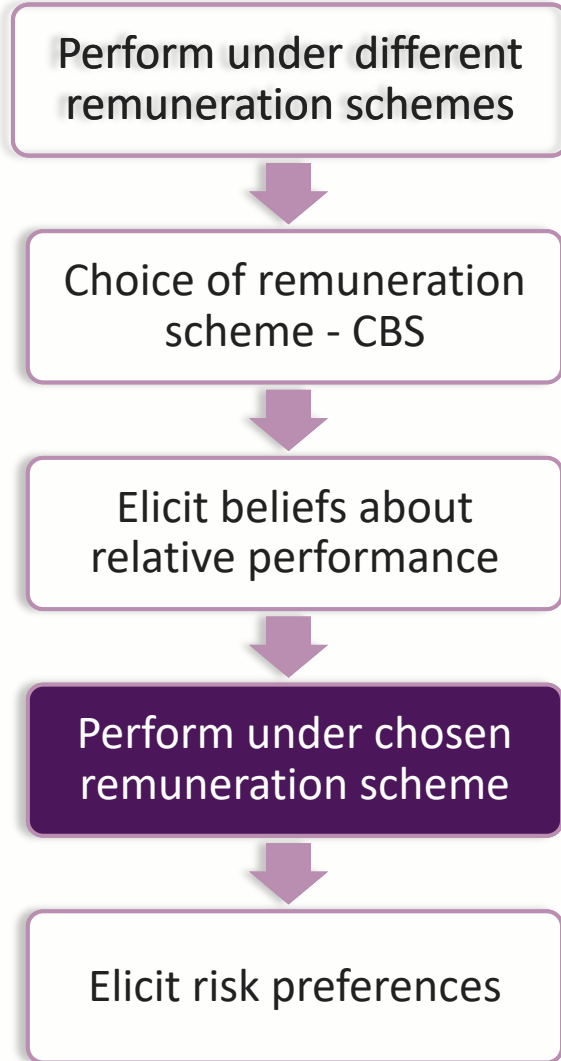 Perform under different
remuneration schemes
Choice of remuneration
scheme - CBS
Elicit beliefs about
relative performance
Perform under chosen
remuneration scheme
Elicit risk preferences